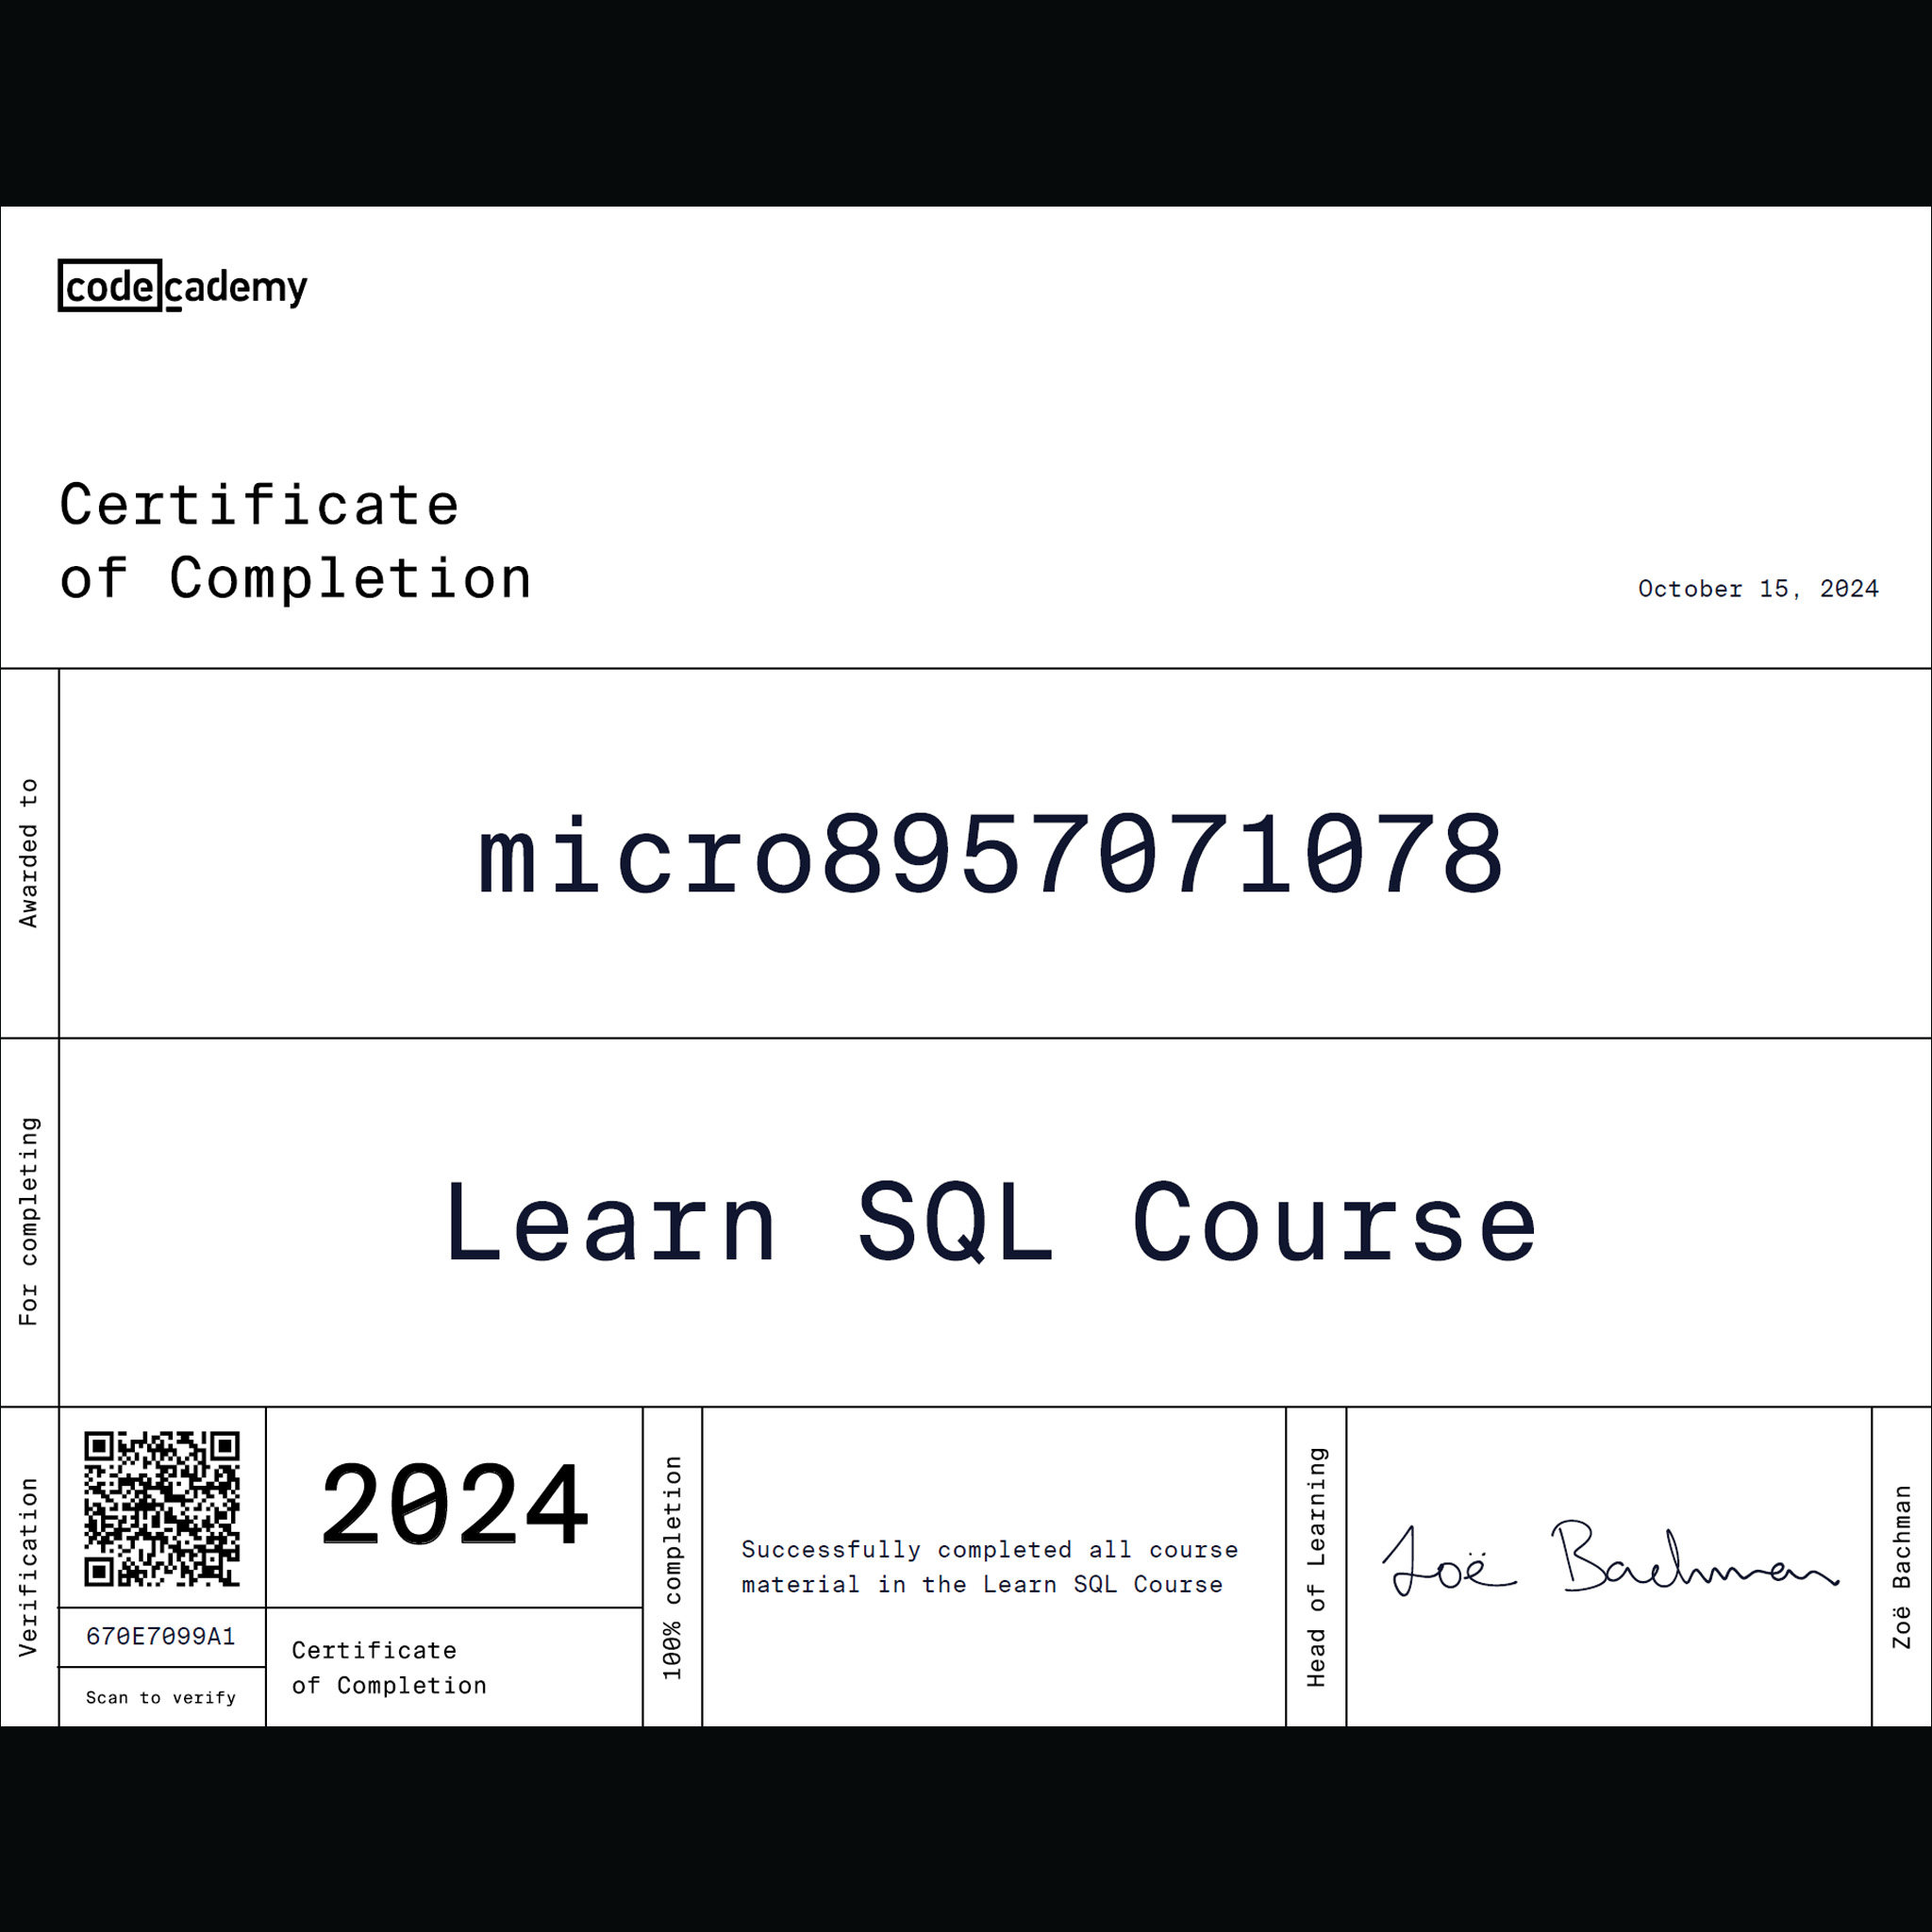 codecademy
Certificate
of Completion
October 15, 2024
Awarded to
micro8957071078
For completing
Learn SQL Course
Verification
670E7099A1
Scan to verify
2024
Certificate
of Completion
100% completion
Successfully completed all course
material in the Learn SQL Course
Head of Learning
Zoë Bachman
Zoë Bachman